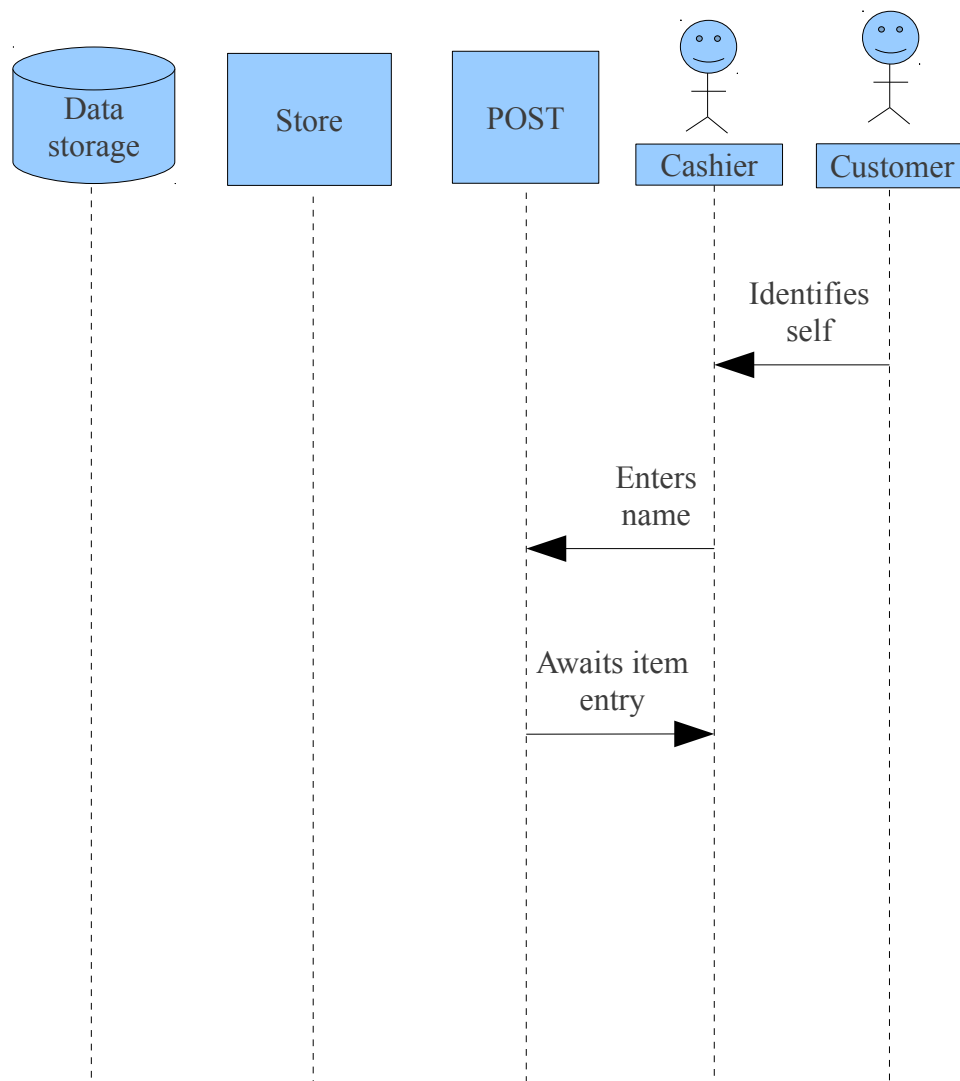 Data
storage
Store
POST
Cashier
Customer
Identifies
self
Enters
name
Awaits item
entry